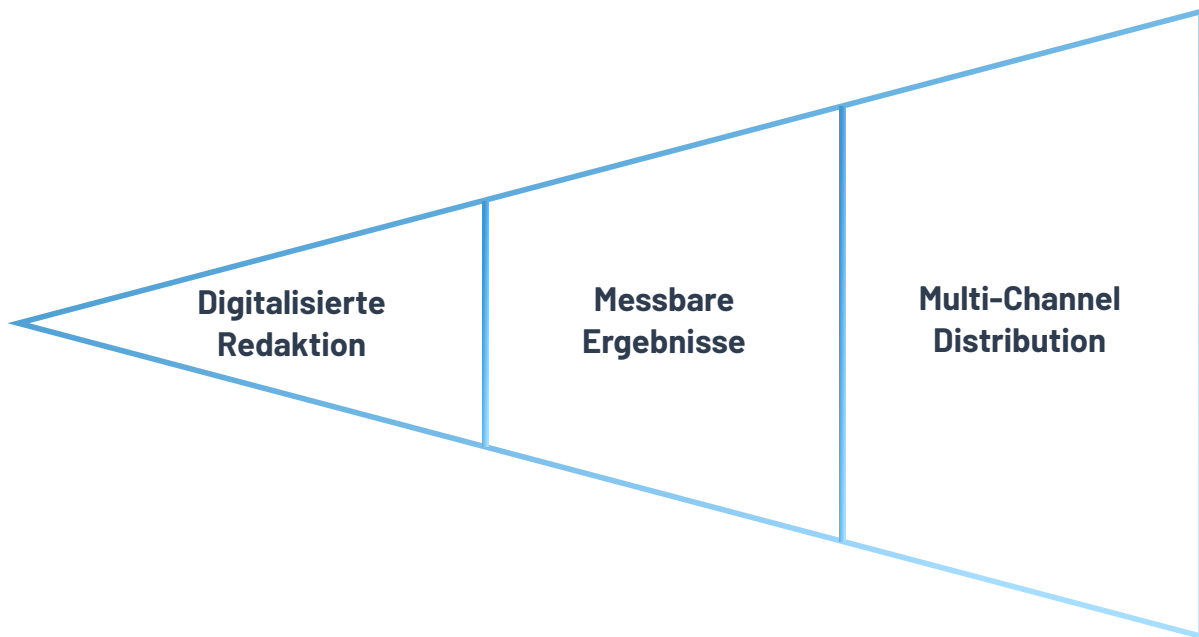 Digitalisierte
Redaktion
Messbare
Ergebnisse
Multi-Channel
Distribution